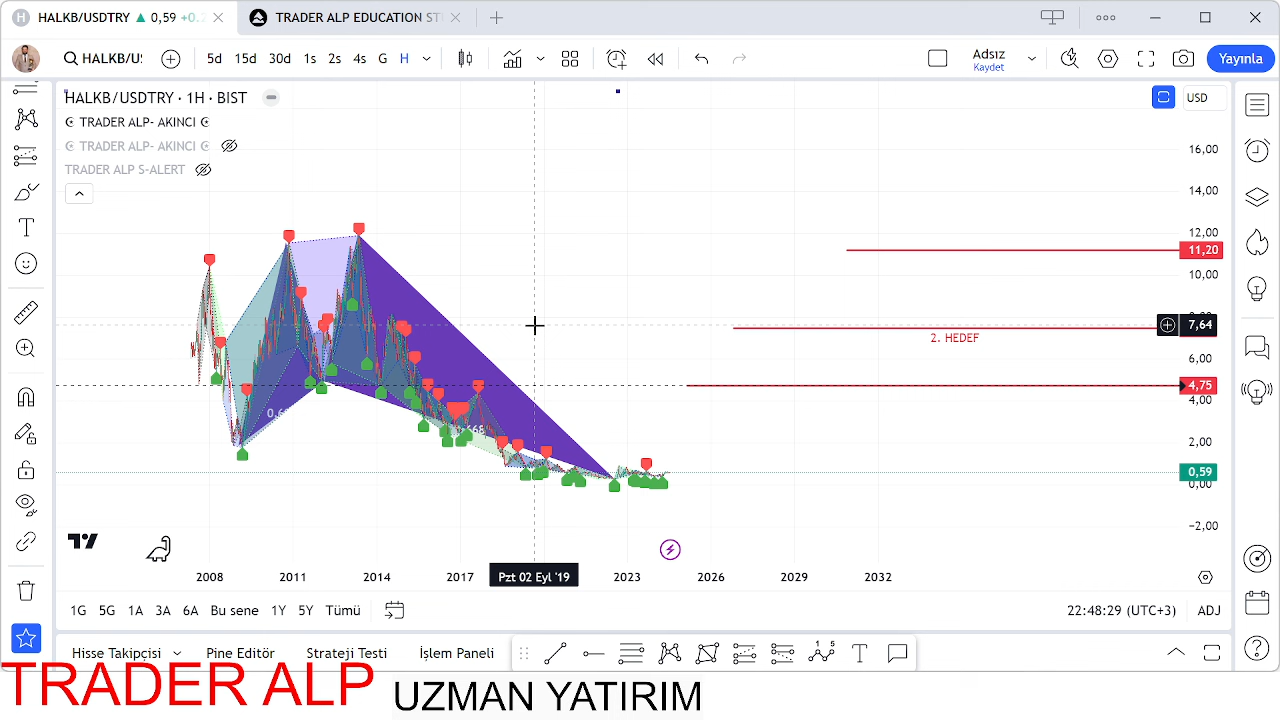 HALKB/USDTRY ▲ 0,59 +0.2
TRADER ALP EDUCATION ST
HALKB/U:
5d 15d 30d 1s 2s 4s G H
Adsız
Kaydet
Yayınla
HALKB/USDTRY · 1H · BIST
USD
TRADER ALP- AKINCI
TRADER ALP- AKINCI
TRADER ALP S-ALERT
16,00
14,00
12,00
11,20
10,00
7,64
2. HEDEF
6,00
4,75
4,00
2,00
0,59
0,00
−2,00
2008 2011 2014 2017 Pzt 02 Eyl '19 2023 2026 2029 2032
1G 5G 1A 3A 6A Bu sene 1Y 5Y Tümü
22:48:29 (UTC+3) ADJ
Hisse Takipçisi Pine Editör Strateji Testi İşlem Paneli
TRADER ALP UZMAN YATIRIM